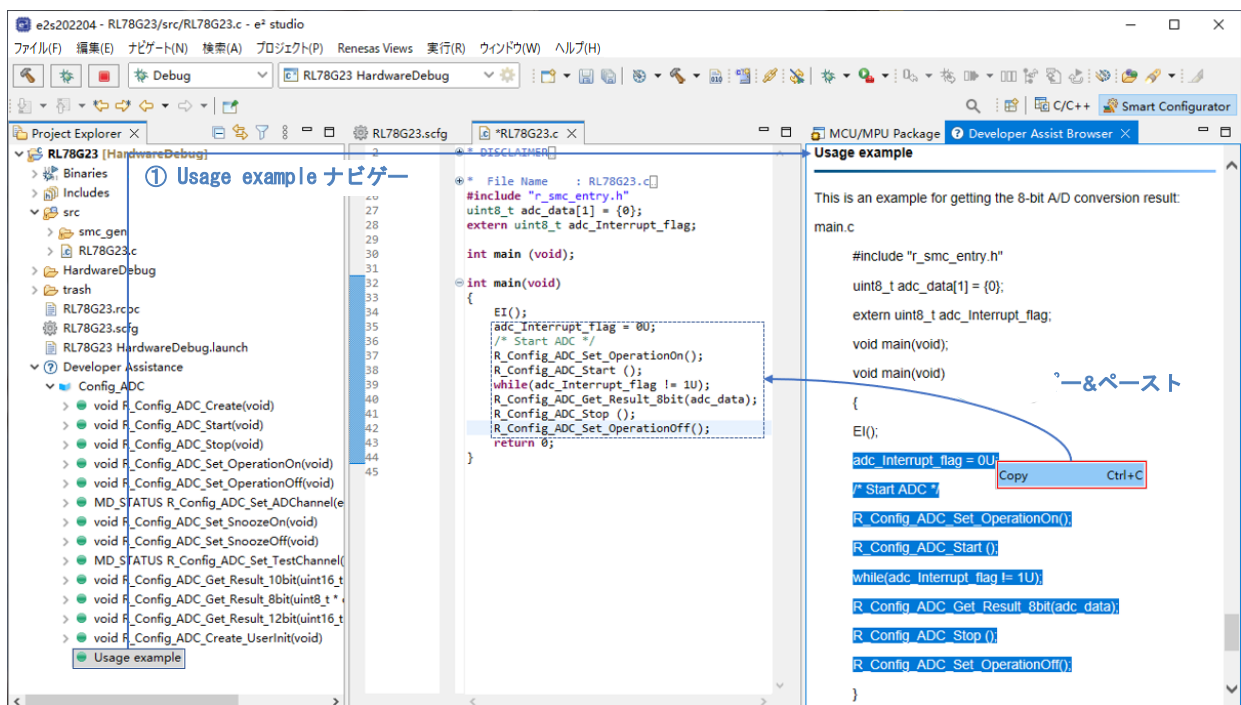 e2s202204 - RL78G23/src/RL78G23.c - e² studio
ファイル(F) 編集(E) ナビゲート(N) 検索(A) プロジェクト(P) Renesas Views 実行(R) ウィンドウ(W) ヘルプ(H)
Debug
RL78G23 HardwareDebug
C/C++
Smart Configurator
Project Explorer
RL78G23 [HardwareDebug]
Binaries
Includes
src
smc_gen
RL78G23.c
HardwareDebug
trash
RL78G23.rcpc
RL78G23.scfg
RL78G23 HardwareDebug.launch
Developer Assistance
Config_ADC
void R_Config_ADC_Create(void)
void R_Config_ADC_Start(void)
void R_Config_ADC_Stop(void)
void R_Config_ADC_Set_OperationOn(void)
void R_Config_ADC_Set_OperationOff(void)
MD_STATUS R_Config_ADC_Set_ADChannel(e
void R_Config_ADC_Set_SnoozeOn(void)
void R_Config_ADC_Set_SnoozeOff(void)
MD_STATUS R_Config_ADC_Set_TestChannel(
void R_Config_ADC_Get_Result_10bit(uint16_t
void R_Config_ADC_Get_Result_8bit(uint8_t *
void R_Config_ADC_Get_Result_12bit(uint16_t
void R_Config_ADC_Create_UserInit(void)
Usage example
① Usage example ナビゲー
RL78G23.scfg
*RL78G23.c
2 * DISCLAIMER
* File Name : RL78G23.c
26 #include "r_smc_entry.h"
27 uint8_t adc_data[1] = {0};
28 extern uint8_t adc_Interrupt_flag;
29
30 int main (void);
31
32 int main(void)
33 {
34 EI();
35 adc_Interrupt_flag = 0U;
36 /* Start ADC */
37 R_Config_ADC_Set_OperationOn();
38 R_Config_ADC_Start ();
39 while(adc_Interrupt_flag != 1U);
40 R_Config_ADC_Get_Result_8bit(adc_data);
41 R_Config_ADC_Stop ();
42 R_Config_ADC_Set_OperationOff();
43 return 0;
44 }
45
MCU/MPU Package
Developer Assist Browser
Usage example
This is an example for getting the 8-bit A/D conversion result:
main.c
#include "r_smc_entry.h"
uint8_t adc_data[1] = {0};
extern uint8_t adc_Interrupt_flag;
void main(void);
void main(void)
ー&ペースト
{
EI();
adc_Interrupt_flag = 0U;
Copy Ctrl+C
/* Start ADC */
R_Config_ADC_Set_OperationOn();
R_Config_ADC_Start ();
while(adc_Interrupt_flag != 1U);
R_Config_ADC_Get_Result_8bit(adc_data);
R_Config_ADC_Stop ();
R_Config_ADC_Set_OperationOff();
}